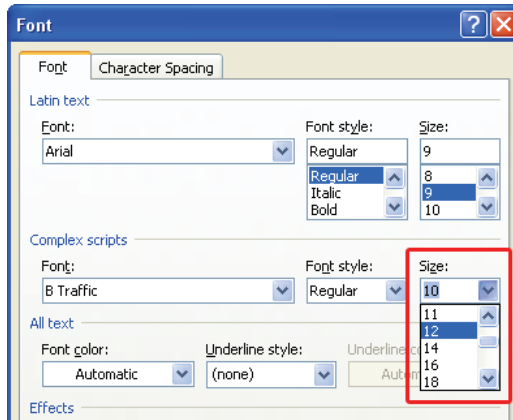 Font
Font Character Spacing
Latin text
Font: Font style: Size:
Arial Regular 9
Regular 8
Italic 9
Bold 10
Complex scripts
Font: Font style: Size:
B Traffic Regular 10
11
All text 12
Font color: Underline style: Underline 14
Automatic (none) 16
18
Effects